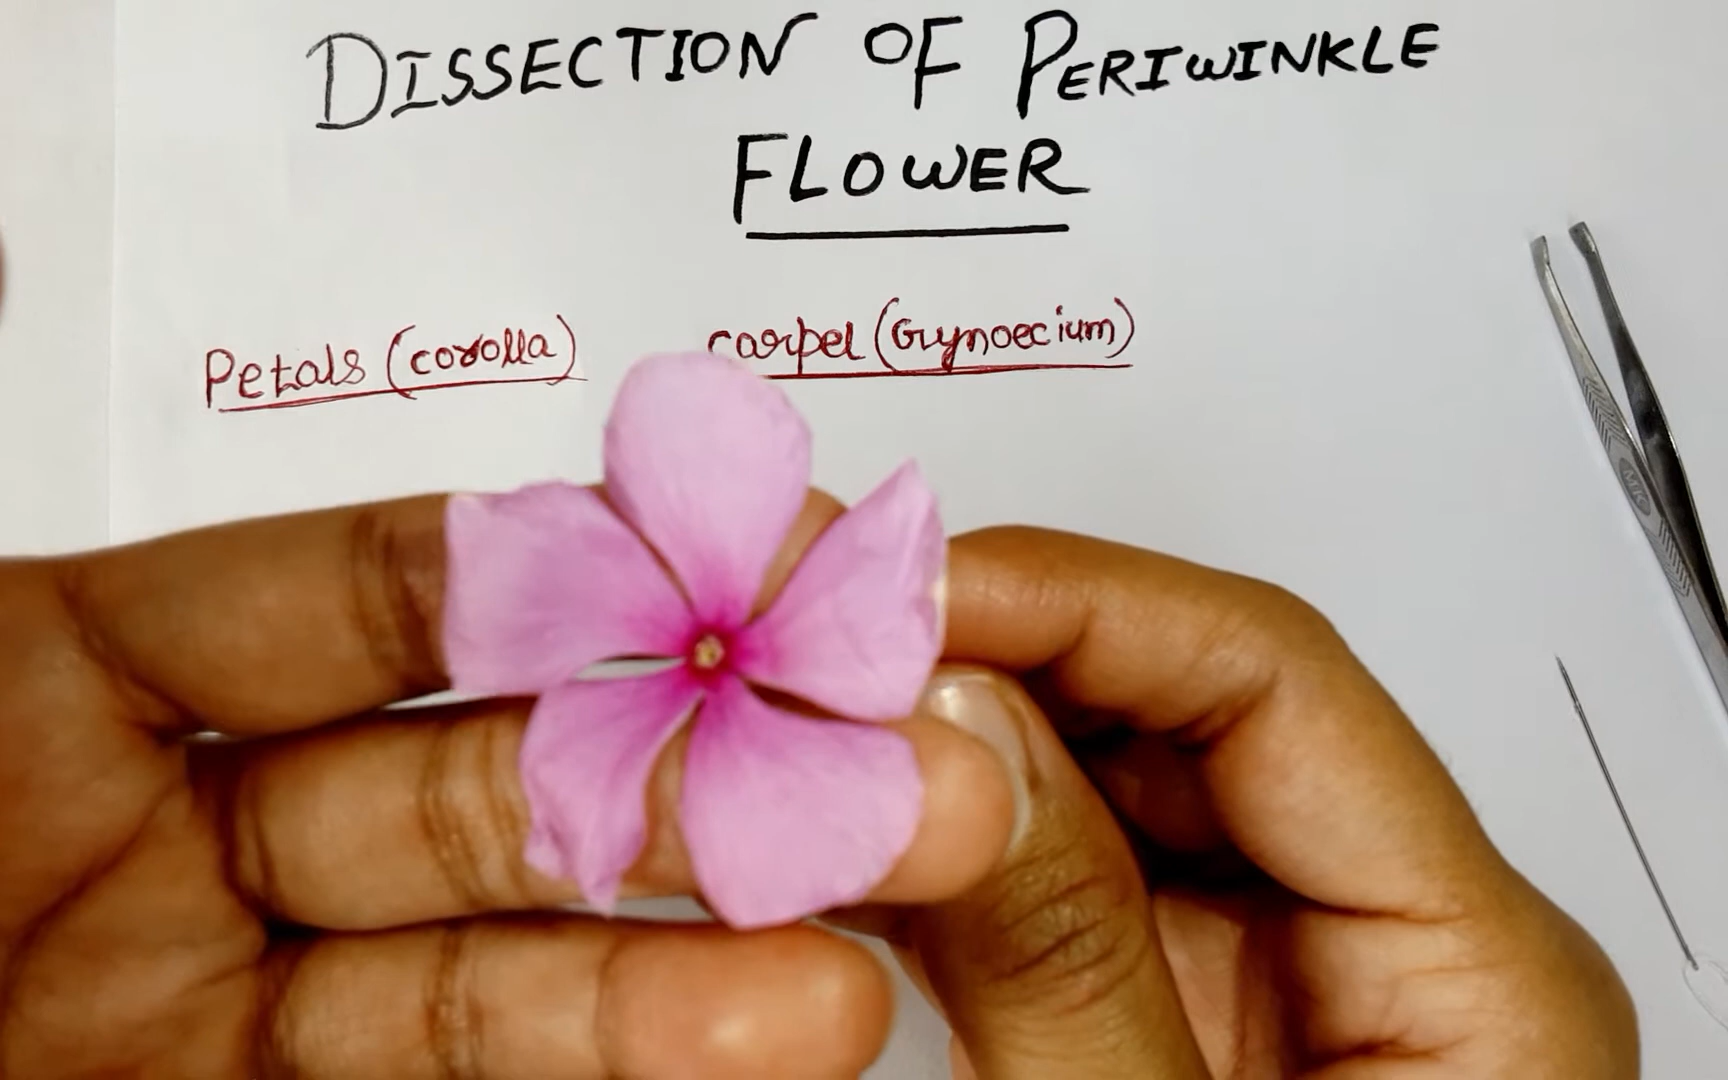 DISSECTION OF PERIWINKLE
FLOWER
Petals (corolla)
carpel (Gynoecium)